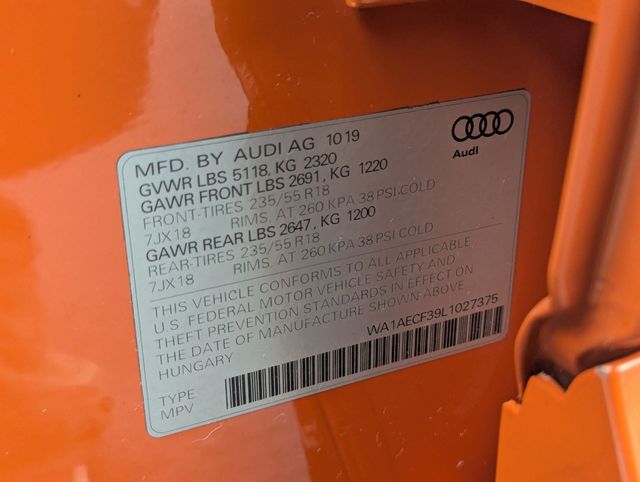 MFD. BY AUDI AG 1019
GVWR LBS 5118, KG 2320
GAWR FRONT LBS 2691, KG 1220
FRONT-TIRES 235/55 R18
7JX18 RIMS. AT 260 KPA 38 PSI-COLD
GAWR REAR LBS 2647, KG 1200
REAR-TIRES 235/55 R18
7JX18 RIMS. AT 260 KPA 38 PSI-COLD
THIS VEHICLE CONFORMS TO ALL APPLICABLE
U.S. FEDERAL MOTOR VEHICLE SAFETY AND
THEFT PREVENTION STANDARDS IN EFFECT ON
THE DATE OF MANUFACTURE SHOWN ABOVE
HUNGARY
WA1AECF39L1027375
TYPE
MPV
Audi